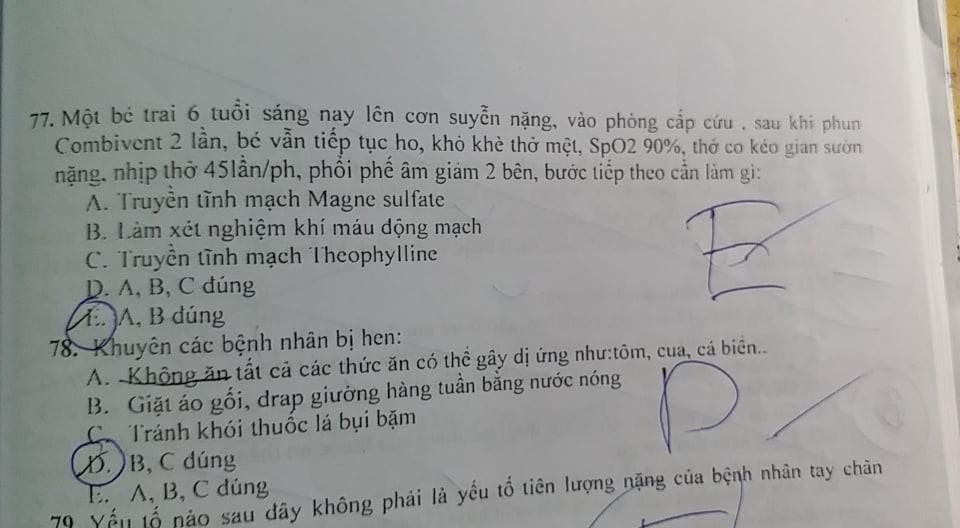 77. Một bé trai 6 tuổi sáng nay lên cơn suyễn nặng, vào phòng cấp cứu , sau khi phun
Combivent 2 lần, bé vẫn tiếp tục ho, khò khè thở mệt, SpO2 90%, thở co kéo gian sườn
nặng, nhịp thở 45lần/ph, phổi phế âm giảm 2 bên, bước tiếp theo cần làm gì:
A. Truyền tĩnh mạch Magne sulfate
B. Làm xét nghiệm khí máu động mạch
C. Truyền tĩnh mạch Theophylline
D. A, B, C đúng
E. A, B đúng
E
78. Khuyên các bệnh nhân bị hen:
A. Không ăn tất cả các thức ăn có thể gây dị ứng như:tôm, cua, cá biển..
B. Giặt áo gối, drap giường hàng tuần bằng nước nóng
C. Tránh khói thuốc lá bụi bặm
D. B, C đúng
E. A, B, C đúng
D
79. Yếu tố nào sau đây không phải là yếu tố tiên lượng nặng của bệnh nhân tay chân